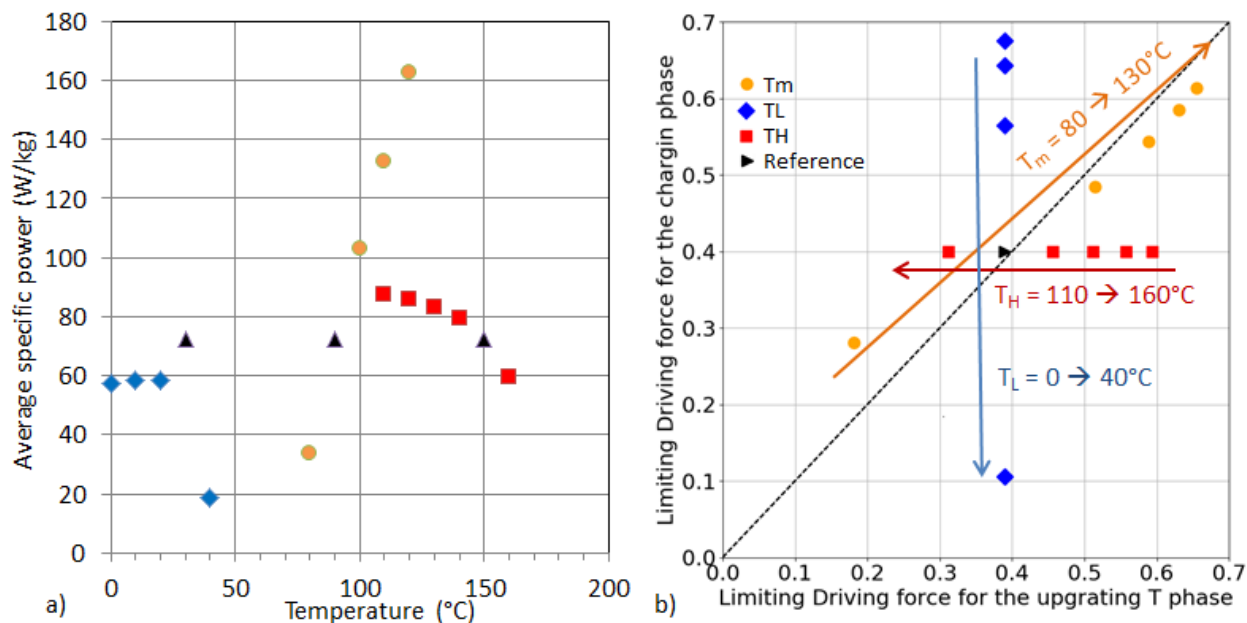 180
160
140
120
100
80
60
40
20
0
Average specific power (W/kg)
0
50
100
150
200
Temperature (°C)
a)
0.7
0.6
0.5
0.4
0.3
0.2
0.1
0.0
Limiting Driving force for the chargin phase
Tm
TL
TH
Reference
Tm = 80 → 130°C
TH = 110 → 160°C
TL = 0 → 40°C
0.0
0.1
0.2
0.3
0.4
0.5
0.6
0.7
Limiting Driving force for the upgrating T phase
b)